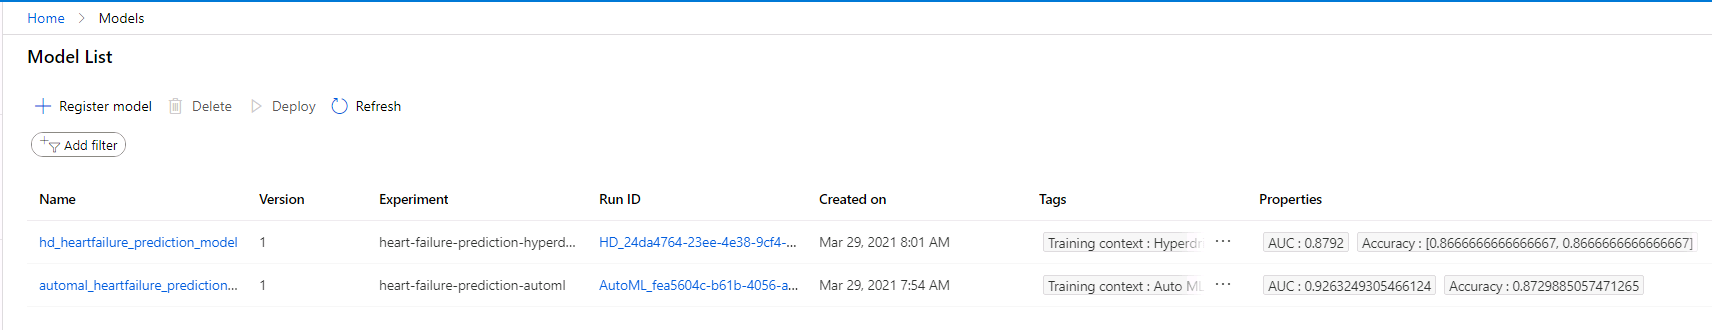 Home > Models
Model List
Register model Delete Deploy Refresh
Add filter
Name Version Experiment Run ID Created on Tags Properties
hd_heartfailure_prediction_model 1 heart-failure-prediction-hyperd... HD_24da4764-23ee-4e38-9cf4-... Mar 29, 2021 8:01 AM Training context : Hyperdri ··· AUC : 0.8792 Accuracy : [0.8666666666666667, 0.8666666666666667]
automal_heartfailure_prediction... 1 heart-failure-prediction-automl AutoML_fea5604c-b61b-4056-a... Mar 29, 2021 7:54 AM Training context : Auto ML ··· AUC : 0.9263249305466124 Accuracy : 0.8729885057471265